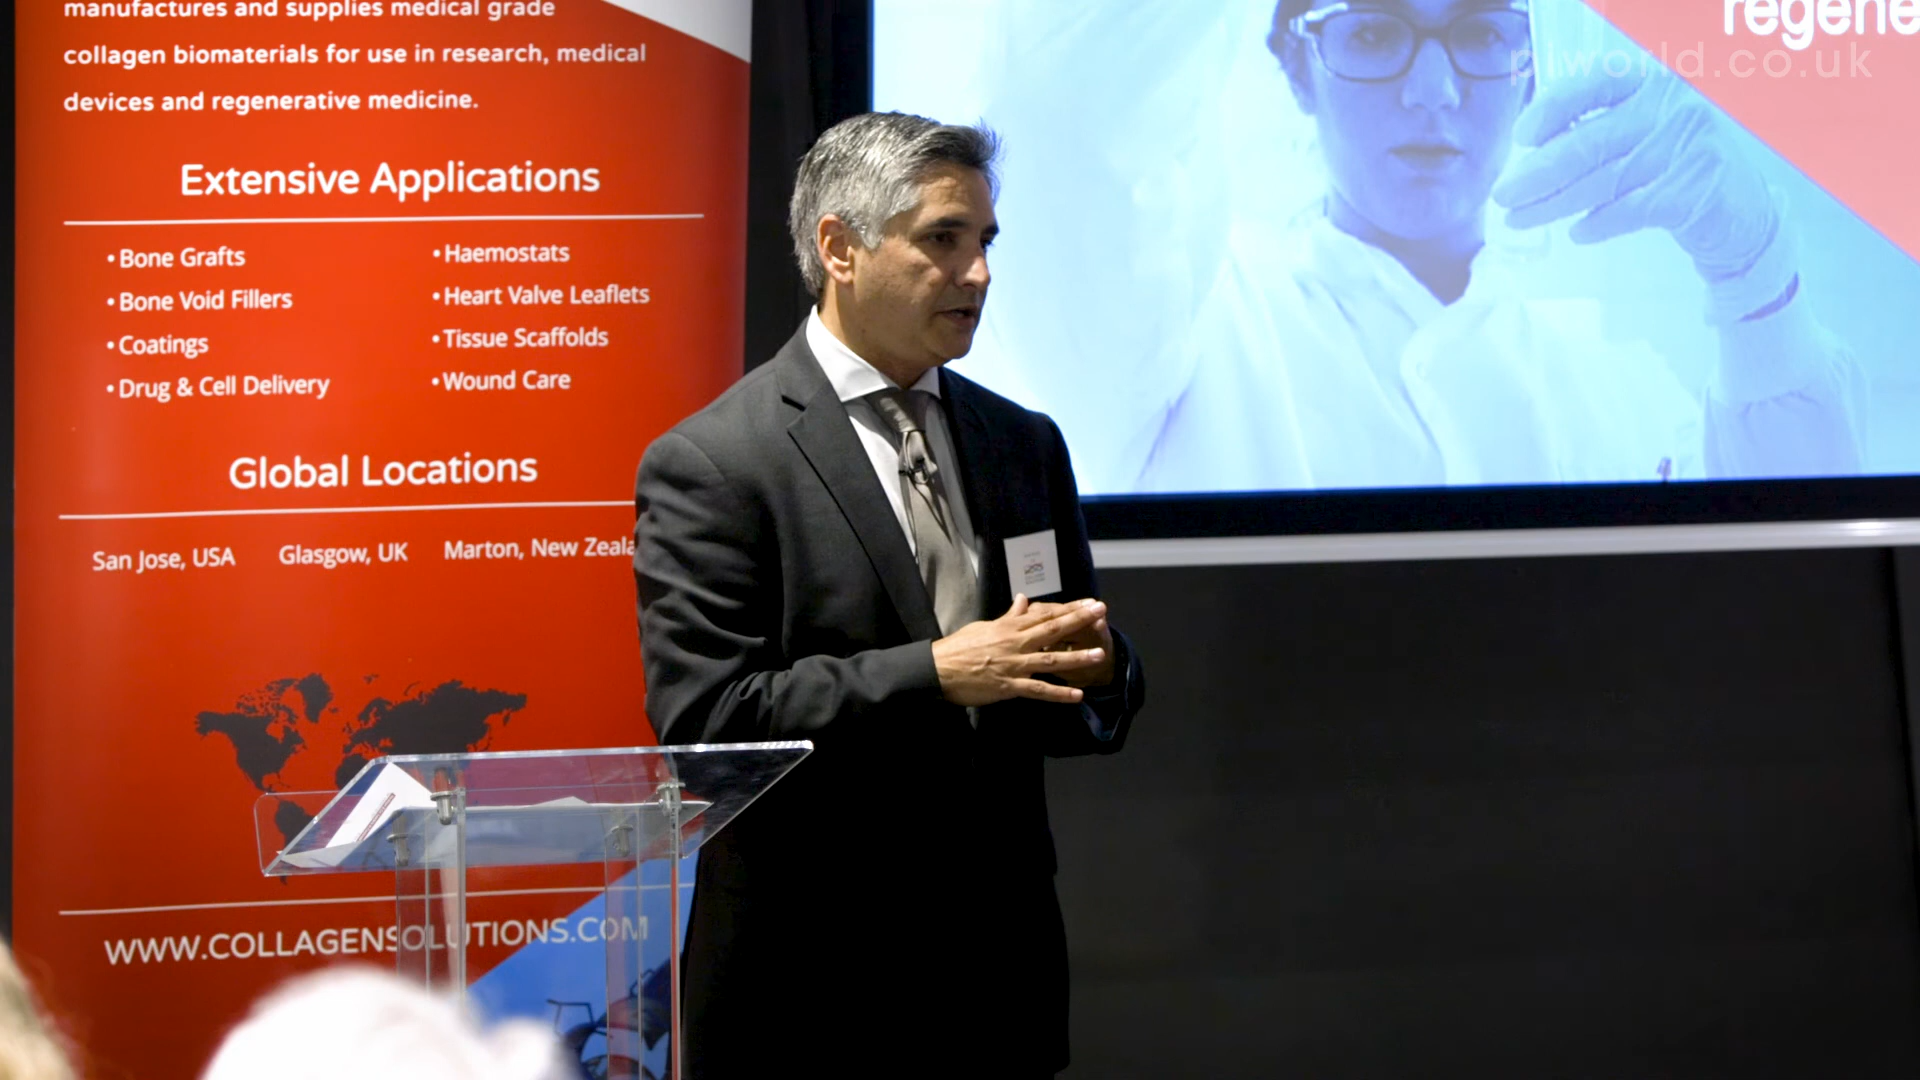 manufactures and supplies medical grade
collagen biomaterials for use in research, medical
devices and regenerative medicine.
Extensive Applications
• Bone Grafts
• Bone Void Fillers
• Coatings
• Drug & Cell Delivery
• Haemostats
• Heart Valve Leaflets
• Tissue Scaffolds
• Wound Care
Global Locations
San Jose, USA Glasgow, UK Marton, New Zeala
WWW.COLLAGENSOLUTIONS.COM
regene
piworld.co.uk